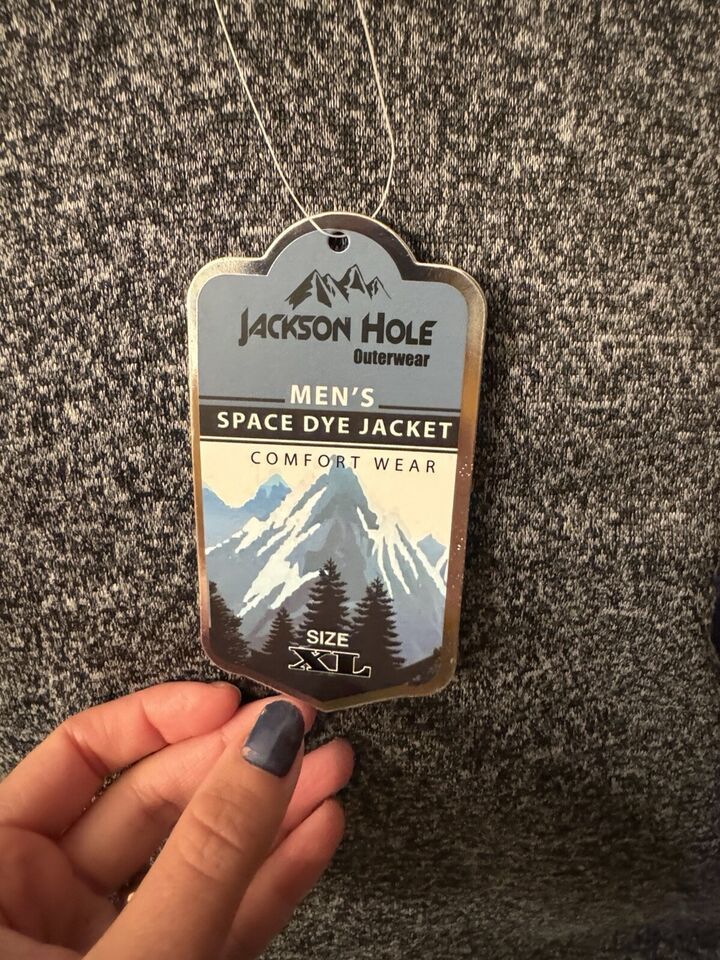 JACKSON HOLE
Outerwear
MEN'S
SPACE DYE JACKET
COMFORT WEAR
SIZE
XL